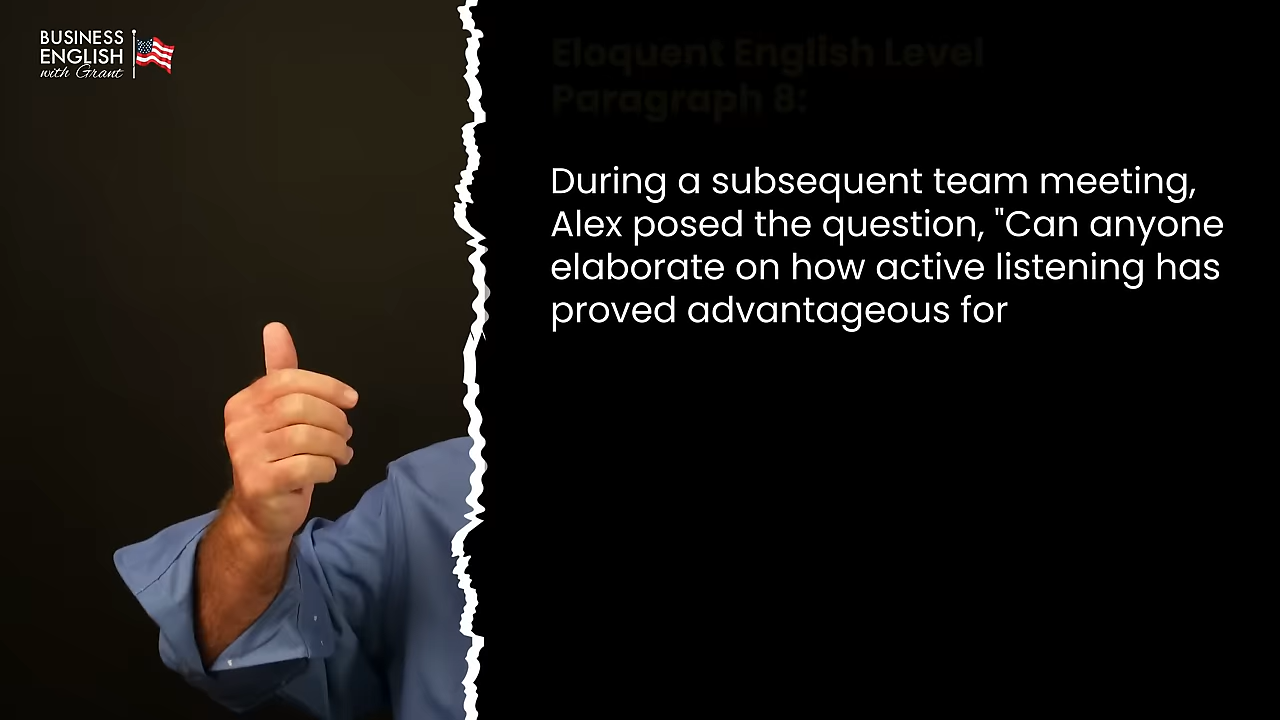 BUSINESS
ENGLISH
with Grant
Eloquent English Level
Paragraph 8:
During a subsequent team meeting,
Alex posed the question, "Can anyone
elaborate on how active listening has
proved advantageous for